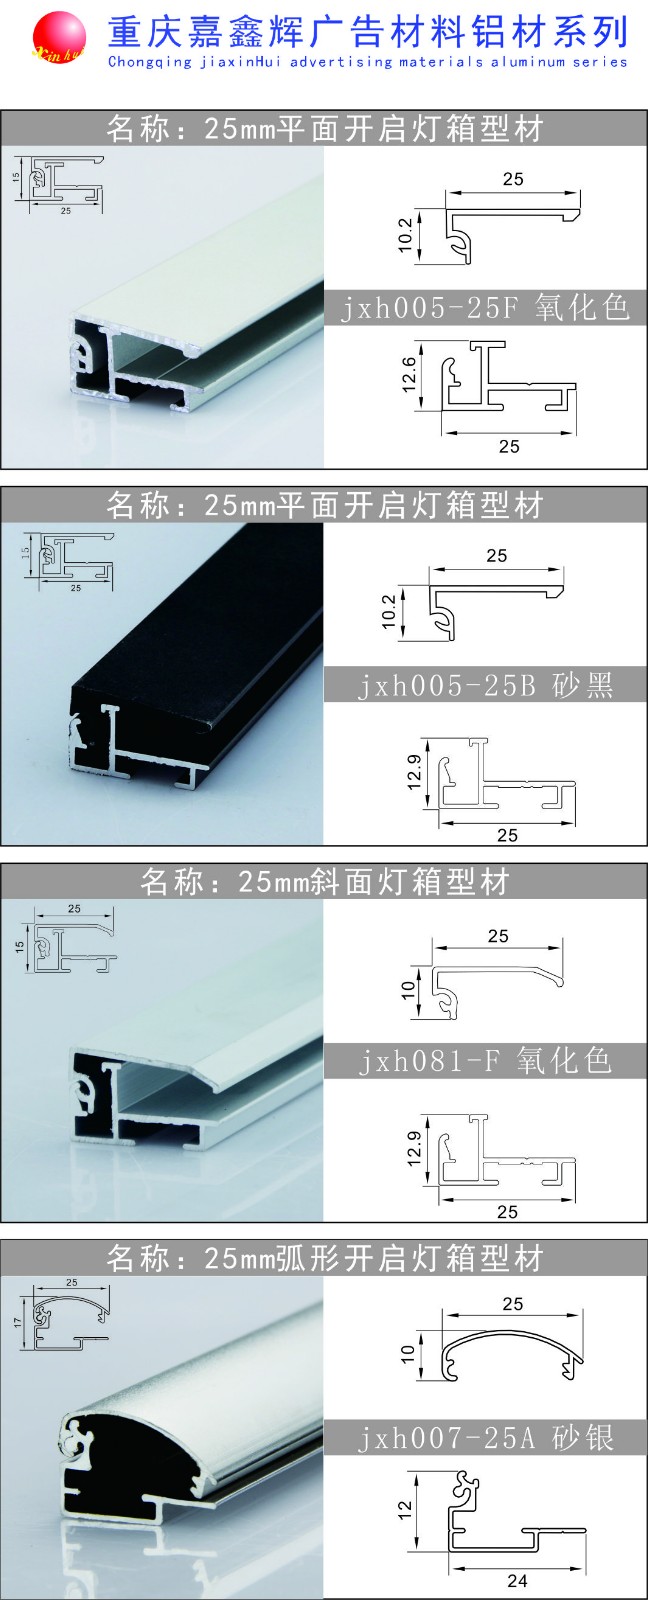 Xin hui
重庆嘉鑫辉广告材料铝材系列
Chongqing jiaxinHui advertising materials aluminum series
名称：25mm平面开启灯箱型材
15
25
25
10.2
jxh005-25F 氧化色
12.6
25
名称：25mm平面开启灯箱型材
15
25
25
10.2
jxh005-25B 砂黑
12.9
25
名称：25mm斜面灯箱型材
25
15
25
10
jxh081-F 氧化色
12.9
25
名称：25mm弧形开启灯箱型材
25
17
25
10
jxh007-25A 砂银
12
24